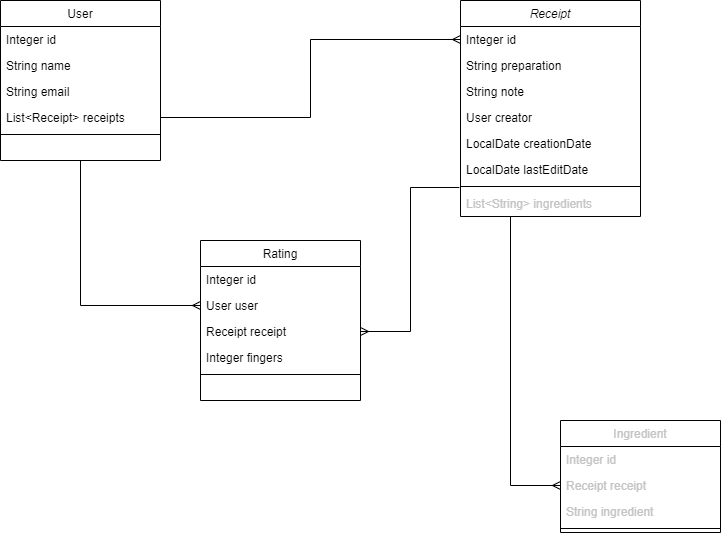 User
Integer id
String name
String email
List<Receipt> receipts
Receipt
Integer id
String preparation
String note
User creator
LocalDate creationDate
LocalDate lastEditDate
List<String> ingredients
Rating
Integer id
User user
Receipt receipt
Integer fingers
Ingredient
Integer id
Receipt receipt
String ingredient